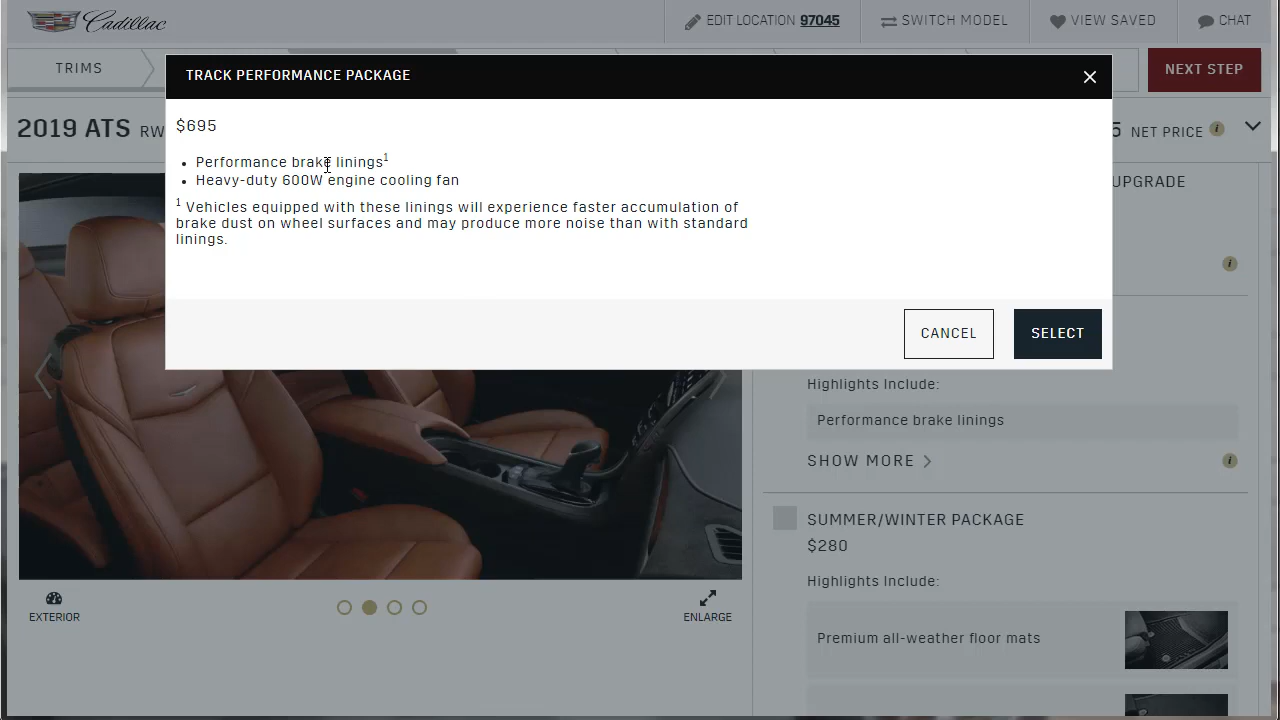 Cadillac
EDIT LOCATION 97045
SWITCH MODEL
VIEW SAVED
CHAT
TRIMS
NEXT STEP
TRACK PERFORMANCE PACKAGE
2019 ATS RW
5 NET PRICE
$695
• Performance brake linings1
• Heavy-duty 600W engine cooling fan
1 Vehicles equipped with these linings will experience faster accumulation of
brake dust on wheel surfaces and may produce more noise than with standard
linings.
CANCEL
SELECT
UPGRADE
Highlights Include:
Performance brake linings
SHOW MORE
SUMMER/WINTER PACKAGE
$280
Highlights Include:
Premium all-weather floor mats
EXTERIOR
ENLARGE